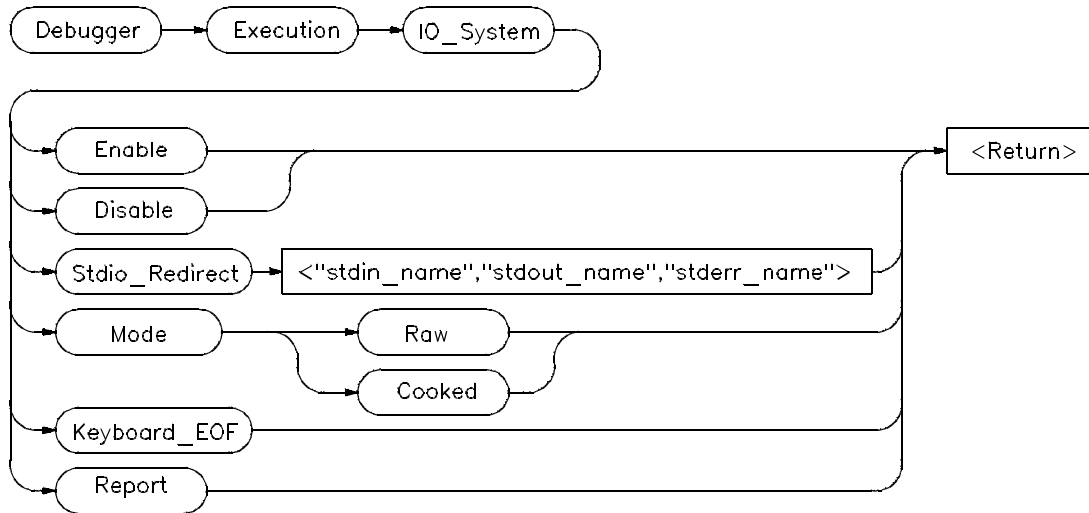 Debugger
Execution
IO_System
Enable
<Return>
Disable
Stdio_Redirect
<"stdin_name","stdout_name","stderr_name">
Mode
Raw
Cooked
Keyboard_EOF
Report